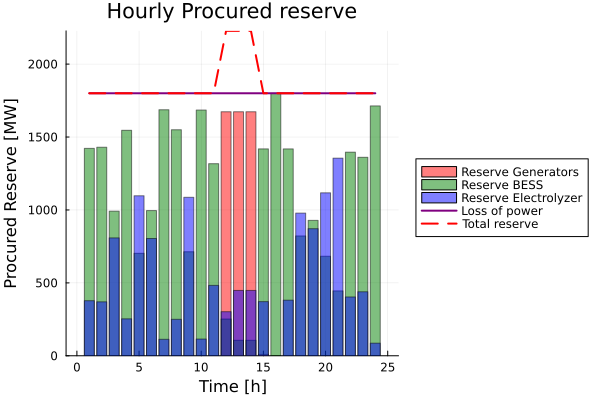 Hourly Procured reserve
Procured Reserve [MW]
2000
1500
1000
500
0
0 5 10 15 20 25
Time [h]
Reserve Generators
Reserve BESS
Reserve Electrolyzer
Loss of power
Total reserve